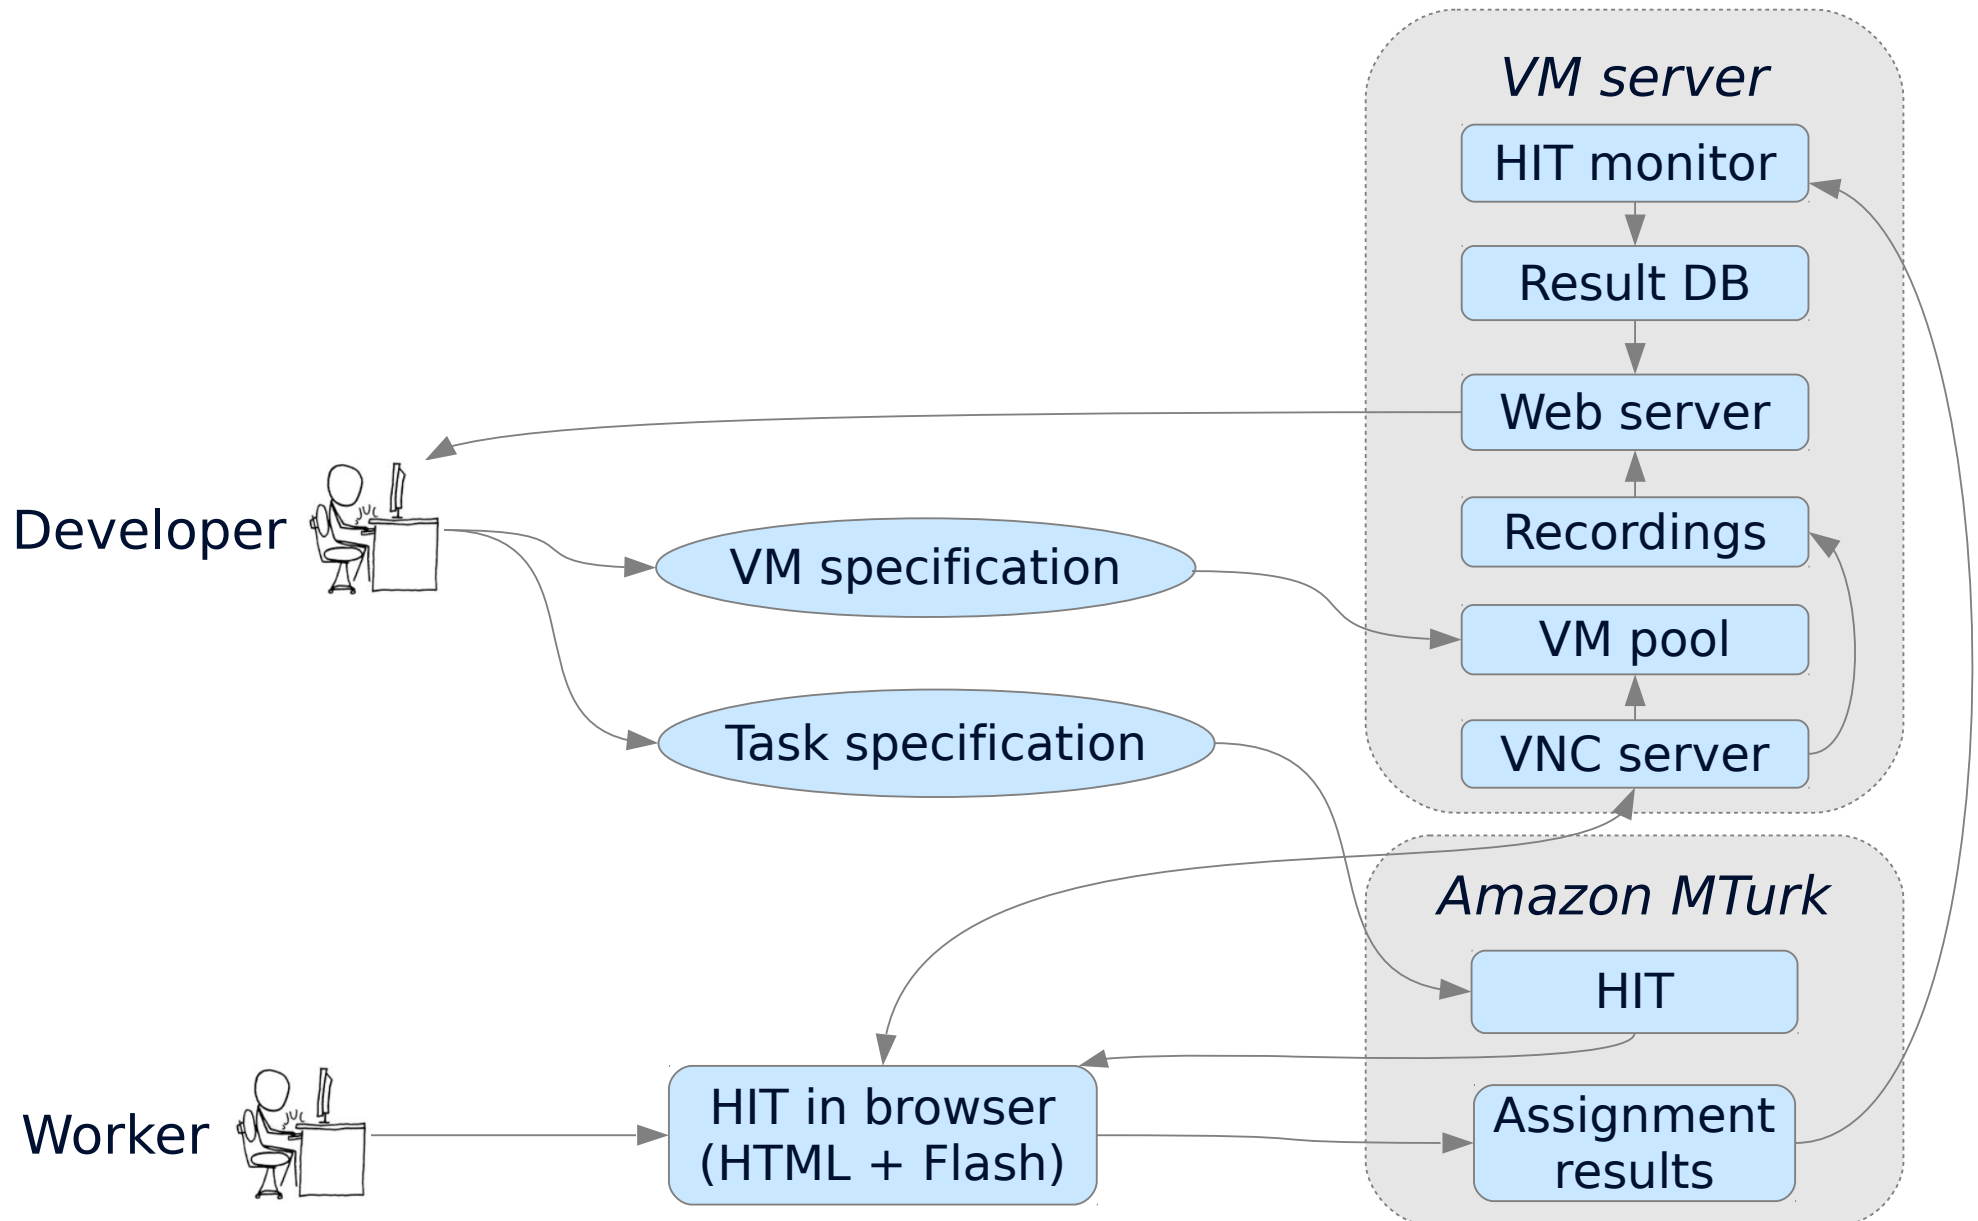 VM server
HIT monitor
Result DB
Web server
Recordings
VM pool
VNC server
Developer
VM specification
Task specification
Amazon MTurk
HIT
Assignment
results
Worker
HIT in browser
(HTML + Flash)